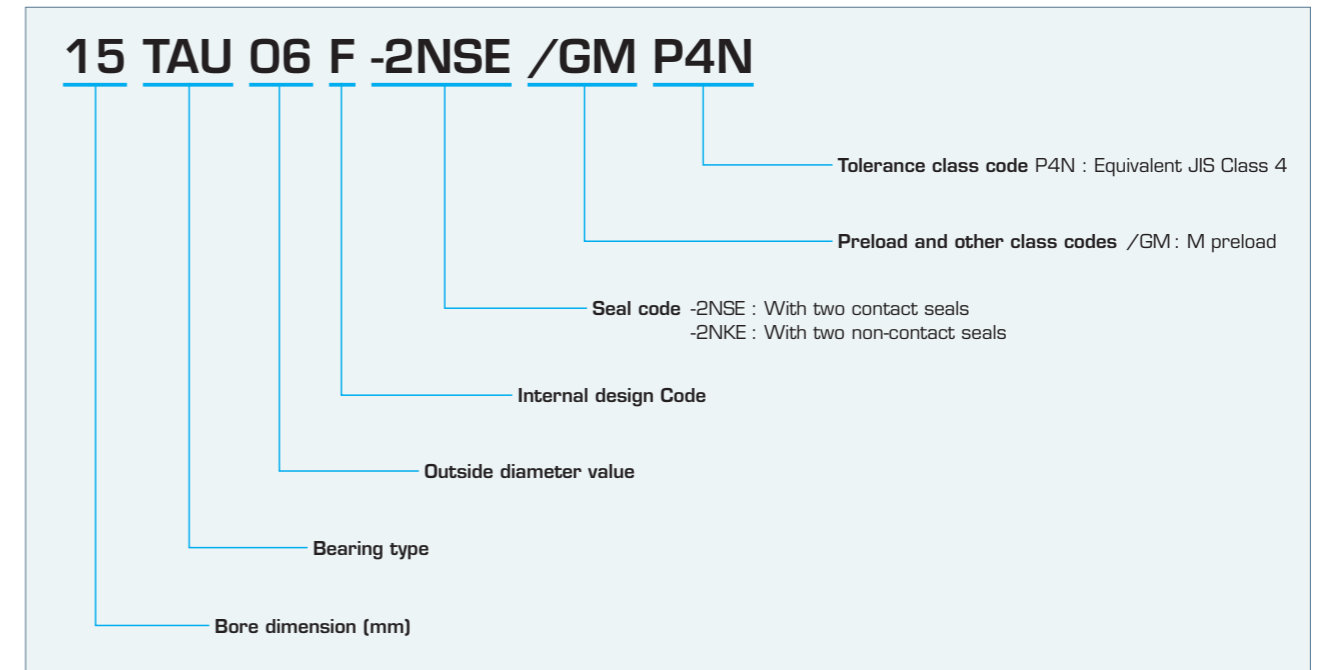 15 TAU 06 F -2NSE /GM P4N
Tolerance class code P4N : Equivalent JIS Class 4
Preload and other class codes /GM : M preload
Seal code -2NSE : With two contact seals
-2NKE : With two non-contact seals
Internal design Code
Outside diameter value
Bearing type
Bore dimension (mm)